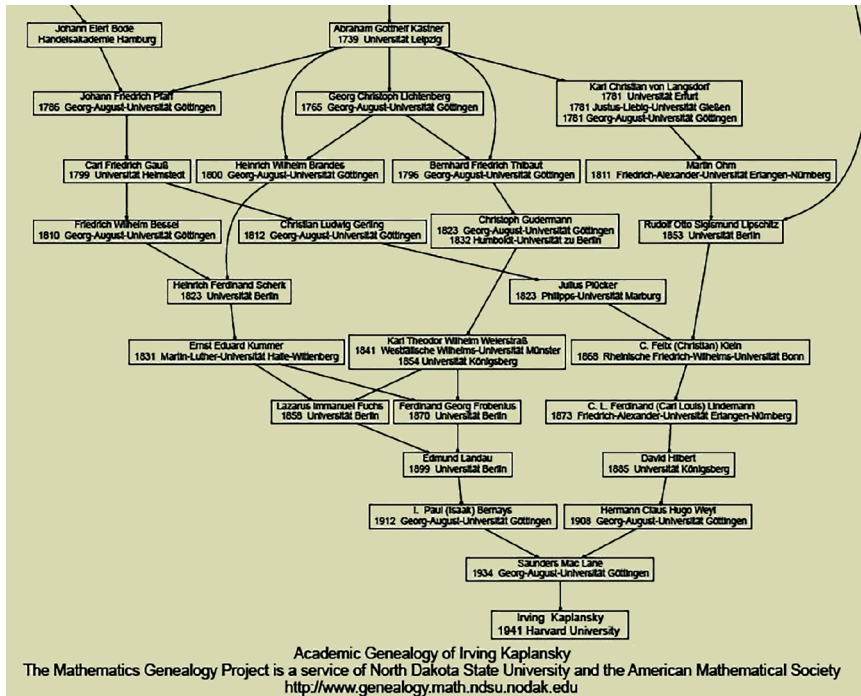 Johann Elert Bode
Handelsakademie Hamburg
Abraham Gotthelf Kästner
1739 Universität Leipzig
Johann Friedrich Pfaff
1786 Georg-August-Universität Göttingen
Georg Christoph Lichtenberg
1765 Georg-August-Universität Göttingen
Karl Christian von Langsdorf
1781 Universität Erfurt
1781 Justus-Liebig-Universität Gießen
1781 Georg-August-Universität Göttingen
Carl Friedrich Gauß
1799 Universität Helmstedt
Heinrich Wilhelm Brandes
1800 Georg-August-Universität Göttingen
Bernhard Friedrich Thibaut
1796 Georg-August-Universität Göttingen
Martin Ohm
1811 Friedrich-Alexander-Universität Erlangen-Nürnberg
Friedrich Wilhelm Bessel
1810 Georg-August-Universität Göttingen
Christian Ludwig Gerling
1812 Georg-August-Universität Göttingen
Christoph Gudermann
1823 Georg-August-Universität Göttingen
1832 Humboldt-Universität zu Berlin
Rudolf Otto Sigismund Lipschitz
1853 Universität Berlin
Heinrich Ferdinand Scherk
1823 Universität Berlin
Julius Plücker
1823 Philipps-Universität Marburg
Ernst Eduard Kummer
1831 Martin-Luther-Universität Halle-Wittenberg
Karl Theodor Wilhelm Weierstraß
1841 Westfälische Wilhelms-Universität Münster
1854 Universität Königsberg
C. Felix (Christian) Klein
1868 Rheinische Friedrich-Wilhelms-Universität Bonn
Lazarus Immanuel Fuchs
1858 Universität Berlin
Ferdinand Georg Frobenius
1870 Universität Berlin
C. L. Ferdinand (Carl Louis) Lindemann
1873 Friedrich-Alexander-Universität Erlangen-Nürnberg
Edmund Landau
1899 Universität Berlin
David Hilbert
1885 Universität Königsberg
I. Paul (Isaak) Bernays
1912 Georg-August-Universität Göttingen
Hermann Claus Hugo Weyl
1908 Georg-August-Universität Göttingen
Saunders Mac Lane
1934 Georg-August-Universität Göttingen
Irving Kaplansky
1941 Harvard University
Academic Genealogy of Irving Kaplansky
The Mathematics Genealogy Project is a service of North Dakota State University and the American Mathematical Society
http://www.genealogy.math.ndsu.nodak.edu